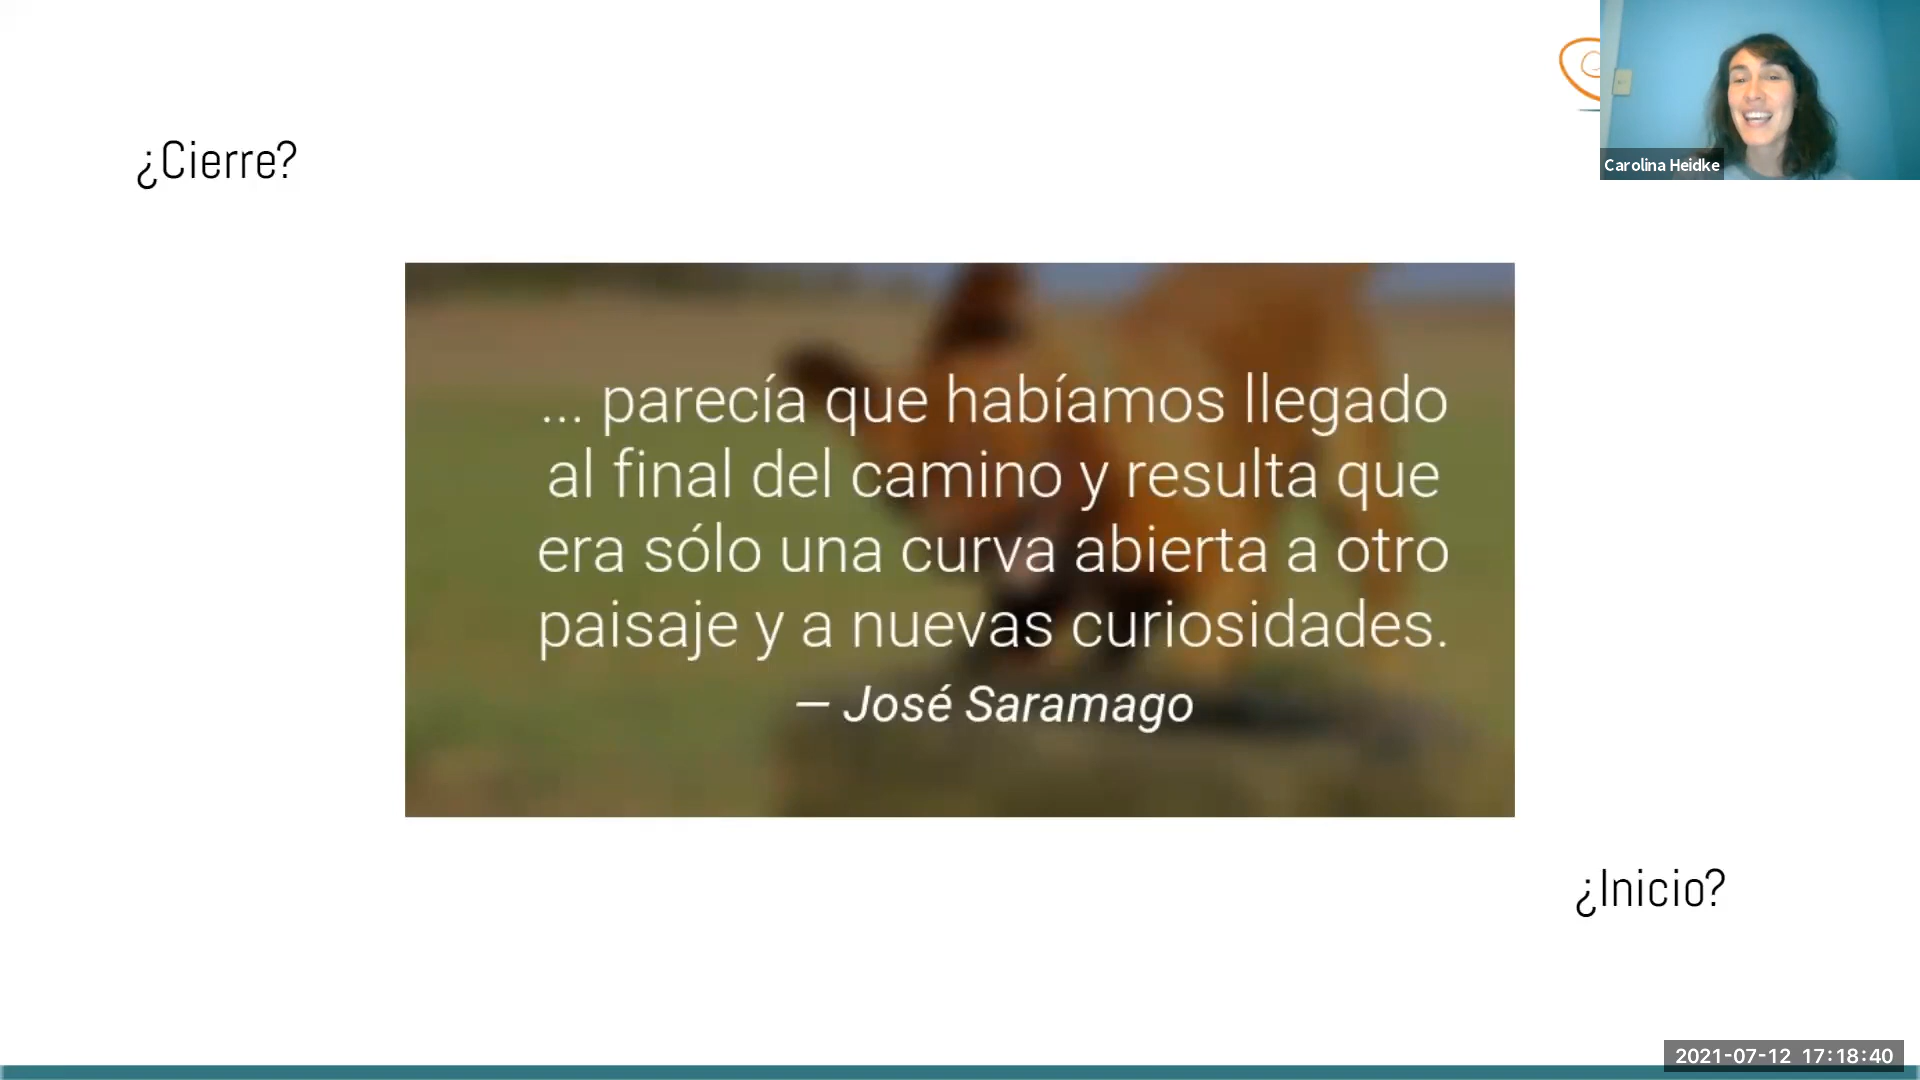 ¿Cierre?
Carolina Heidke
... parecía que habíamos llegado
al final del camino y resulta que
era sólo una curva abierta a otro
paisaje y a nuevas curiosidades.
— José Saramago
¿Inicio?
2021-07-12 17:18:40